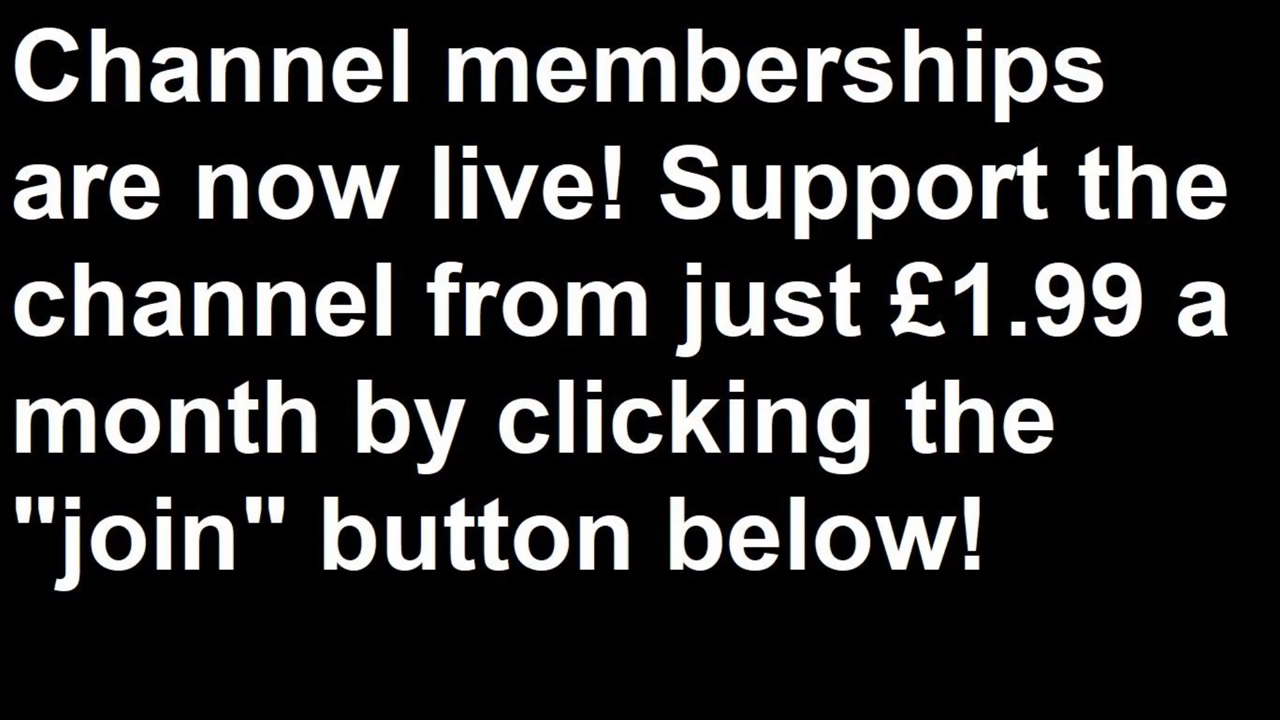 Channel memberships
are now live! Support the
channel from just £1.99 a
month by clicking the
"join" button below!